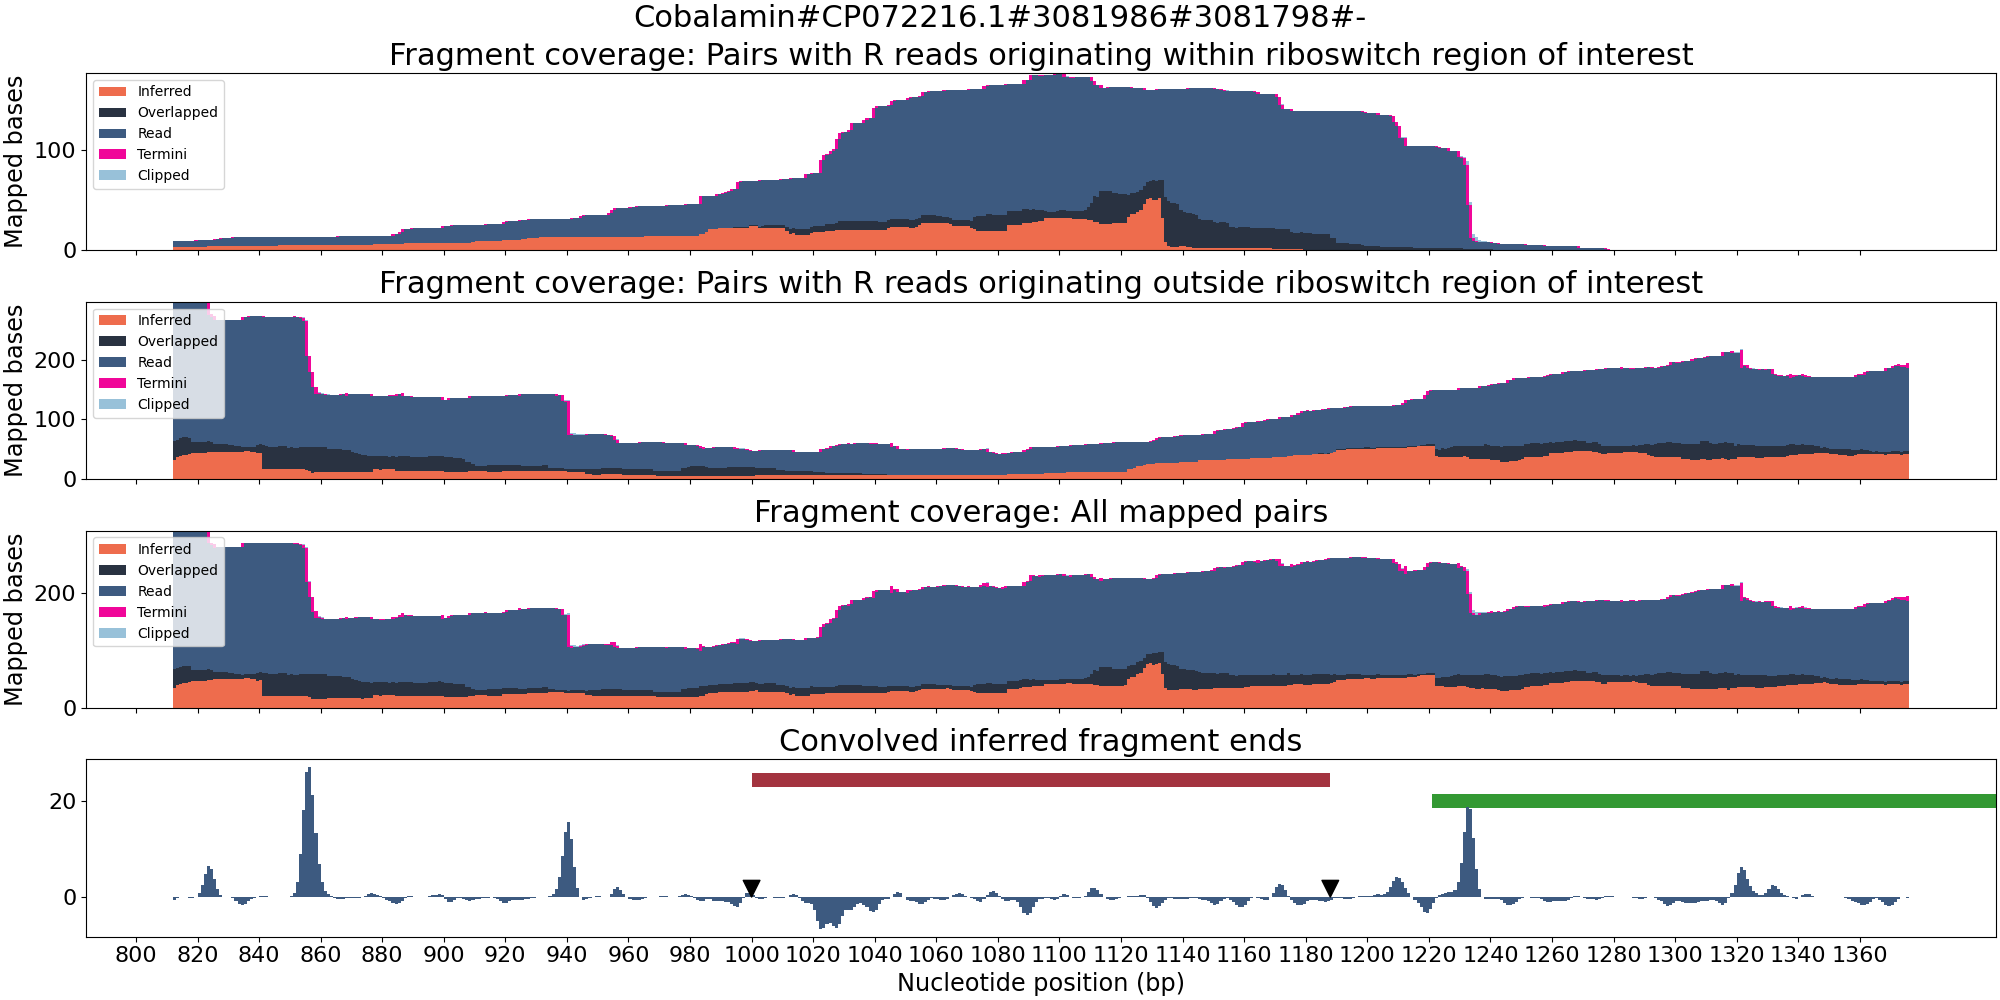 Cobalamin#CP072216.1#3081986#3081798#-
Fragment coverage: Pairs with R reads originating within riboswitch region of interest
Mapped bases
100
0
Inferred
Overlapped
Read
Termini
Clipped
Fragment coverage: Pairs with R reads originating outside riboswitch region of interest
Mapped bases
200
100
0
Inferred
Overlapped
Read
Termini
Clipped
Fragment coverage: All mapped pairs
Mapped bases
200
0
Inferred
Overlapped
Read
Termini
Clipped
Convolved inferred fragment ends
20
0
800 820 840 860 880 900 920 940 960 980 1000 1020 1040 1060 1080 1100 1120 1140 1160 1180 1200 1220 1240 1260 1280 1300 1320 1340 1360
Nucleotide position (bp)